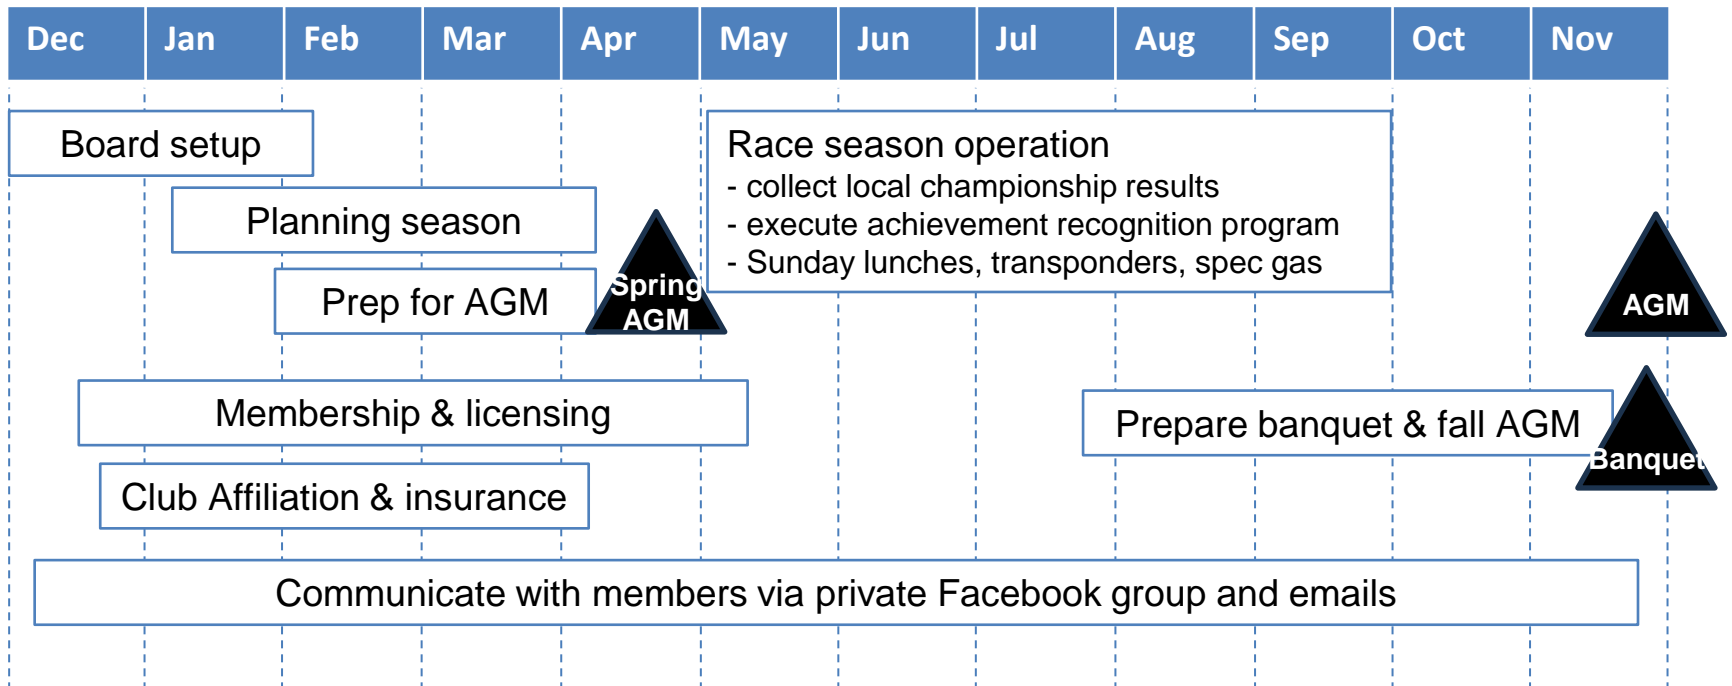 Dec Jan Feb Mar Apr May Jun Jul Aug Sep Oct Nov
Board setup
Planning season
Prep for AGM
Spring
AGM
Race season operation
- collect local championship results
- execute achievement recognition program
- Sunday lunches, transponders, spec gas
AGM
Membership & licensing
Prepare banquet & fall AGM
Banquet
Club Affiliation & insurance
Communicate with members via private Facebook group and emails